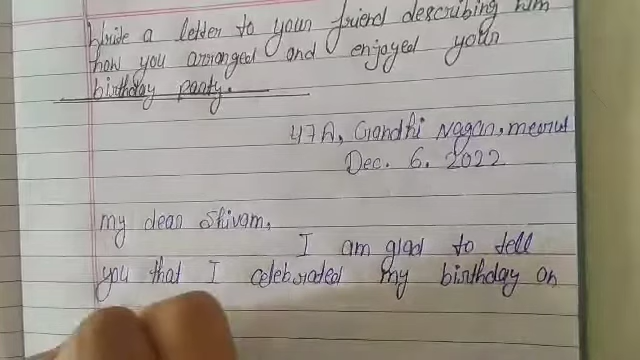 Write a letter to your friend describing him
how you arranged and enjoyed your
birthday party.
47A, Gandhi Nagar, meerut
Dec. 6. 2022
My dear Shivam,
I am glad to tell
you that I celebrated my birthday on